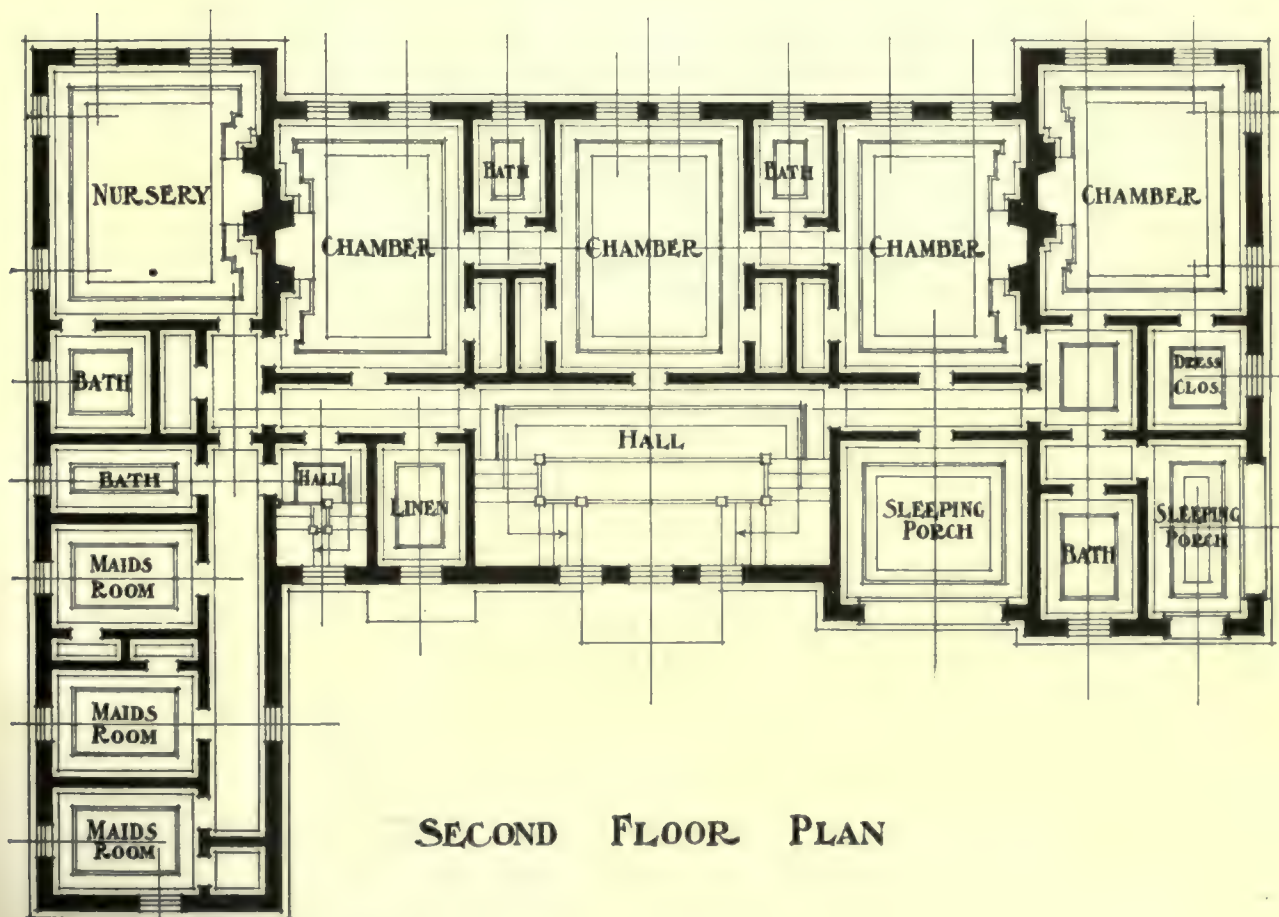 BATH
BATH
NURSERY
CHAMBER
CHAMBER
CHAMBER
CHAMBER
BATH
DRESS
CLOS.
HALL
BATH
HALL
LINEN
SLEEPING
PORCH
SLEEPING
PORCH
BATH
MAIDS
ROOM
MAIDS
ROOM
MAIDS
ROOM
SECOND FLOOR PLAN